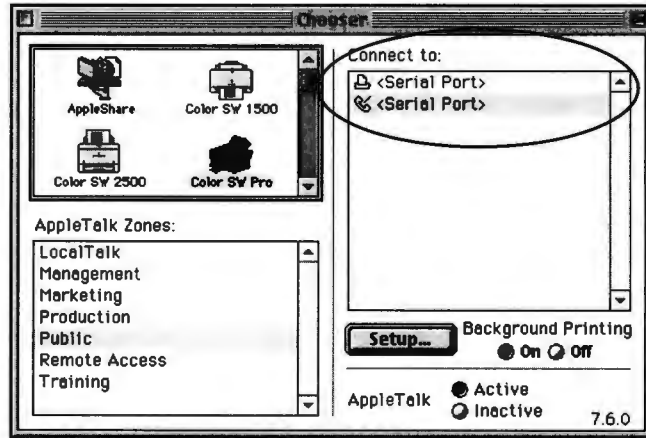 Chooser
AppleShare
Color SW 1500
Color SW 2500
Color SW Pro
AppleTalk Zones:
LocalTalk
Management
Marketing
Production
Public
Remote Access
Training
Connect to:
<Serial Port>
<Serial Port>
Setup...
Background Printing
On Off
AppleTalk
Active
Inactive
7.6.0